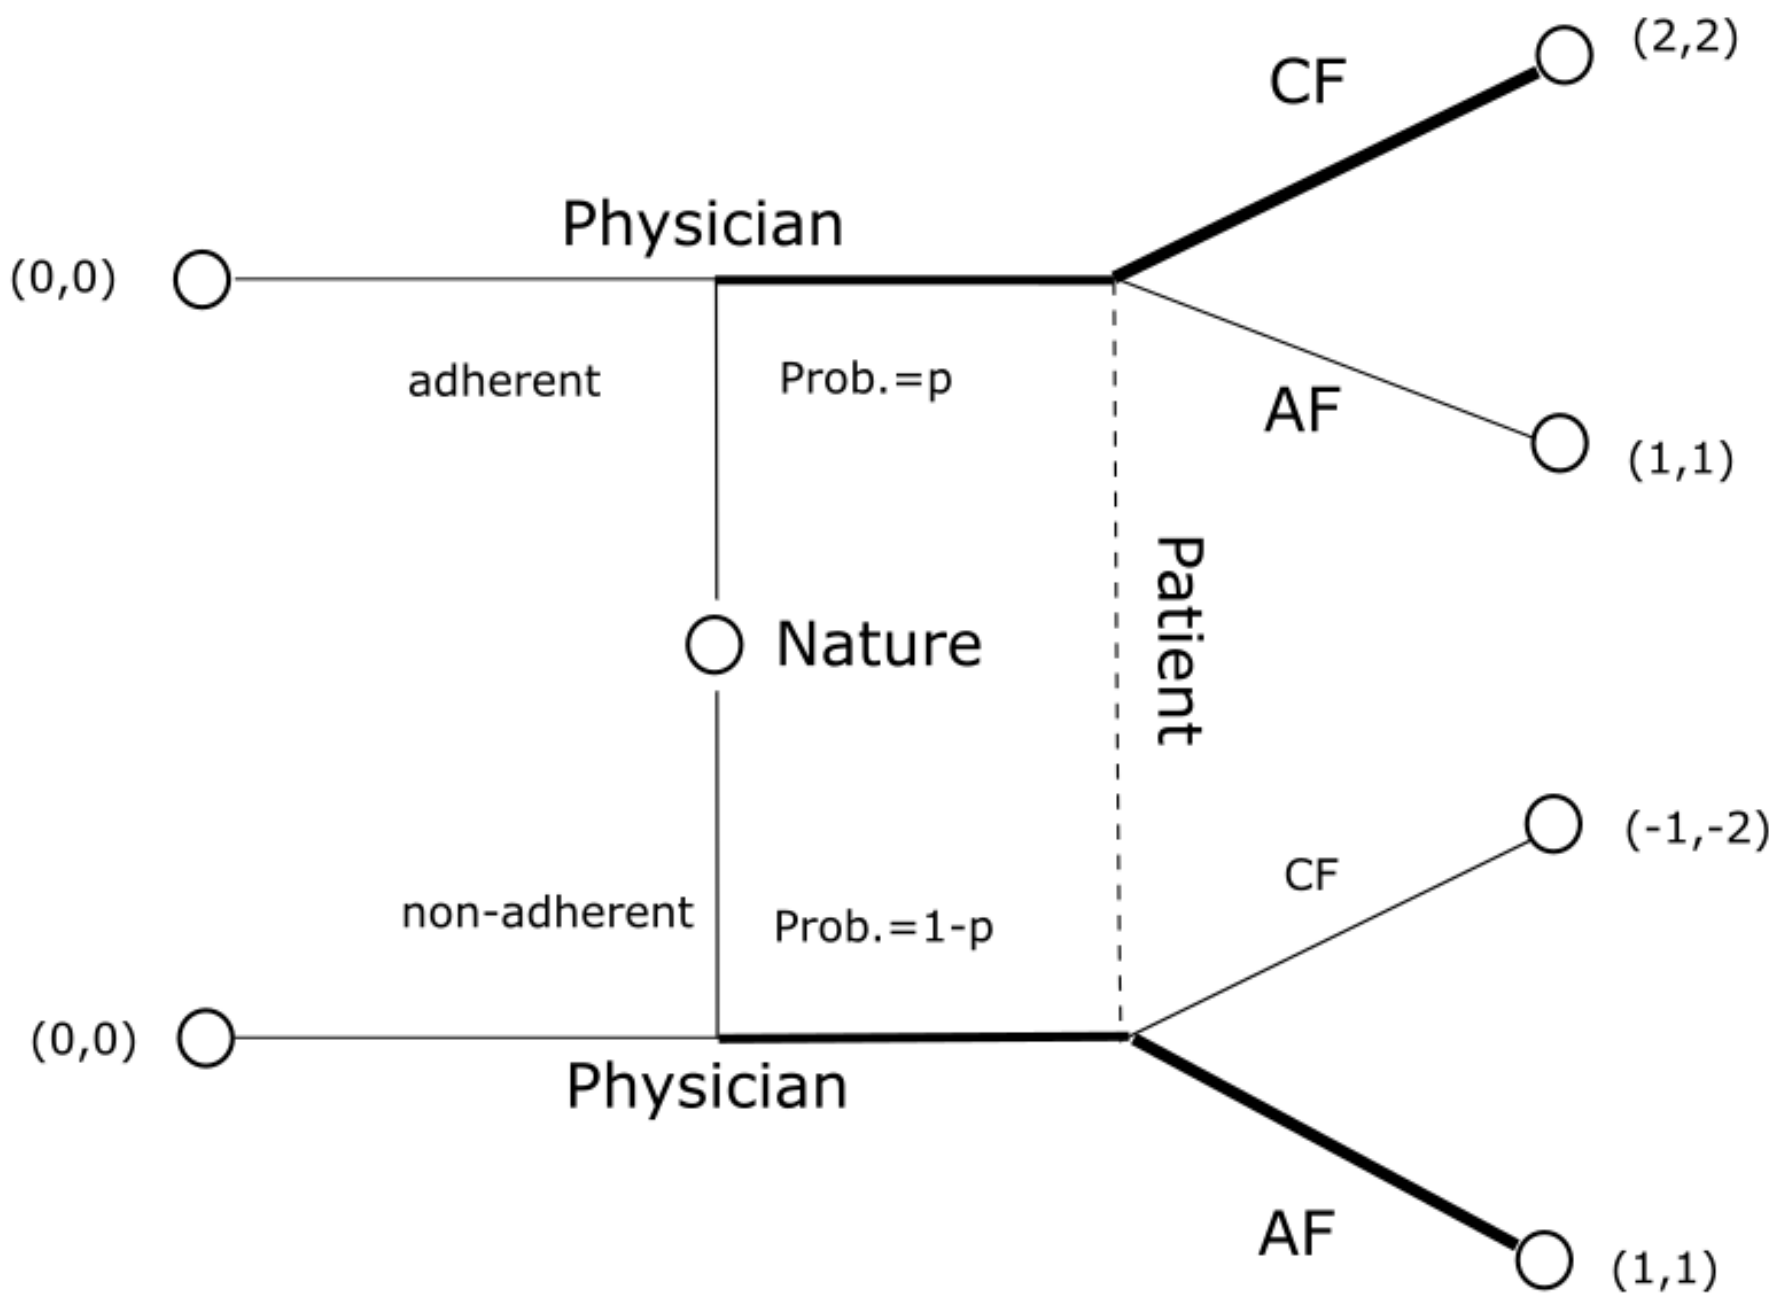 (2,2)
CF
Physician
(0,0)
adherent
Prob.=p
AF
(1,1)
Patient
Nature
(-1,-2)
CF
non-adherent
Prob.=1-p
(0,0)
Physician
AF
(1,1)